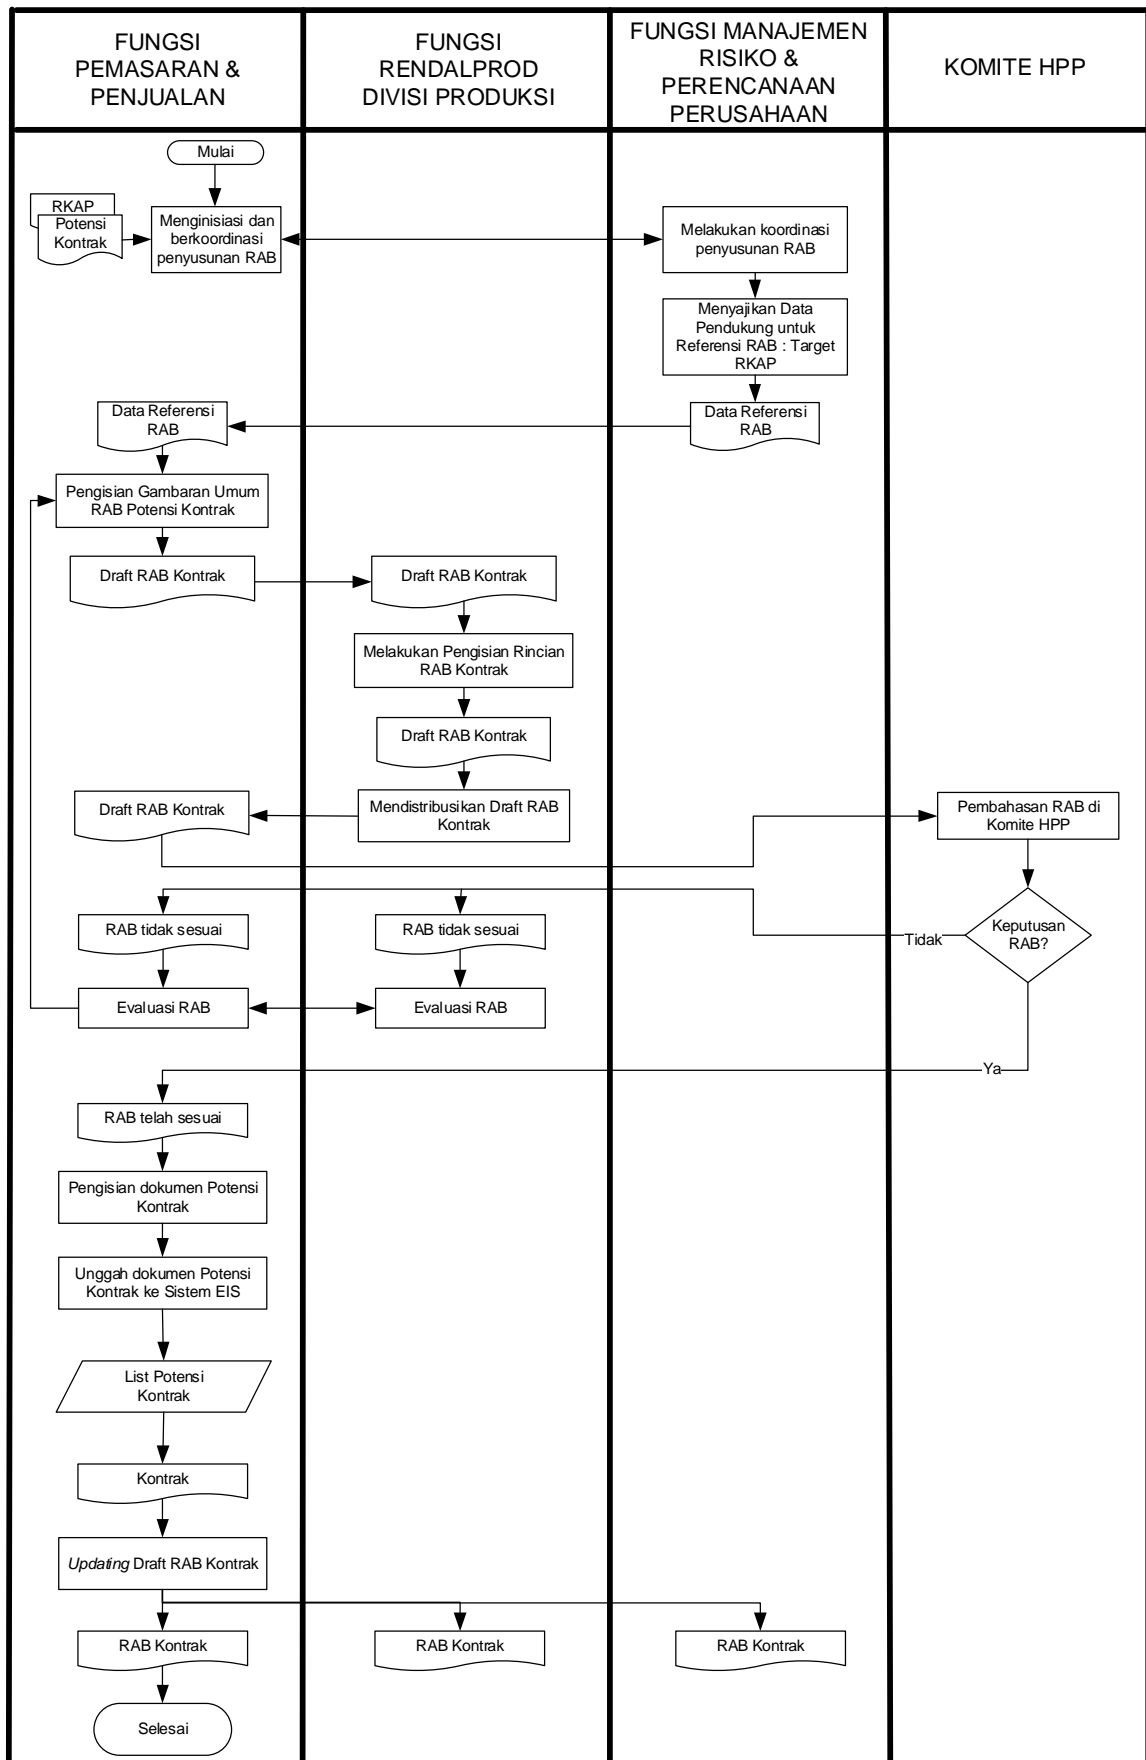 FUNGSI
PEMASARAN &
PENJUALAN
FUNGSI
RENDALPROD
DIVISI PRODUKSI
FUNGSI MANAJEMEN
RISIKO &
PERENCANAAN
PERUSAHAAN
KOMITE HPP
Mulai
RKAP
Potensi
Kontrak
Menginisiasi dan
berkoordinasi
penyusunan RAB
Melakukan koordinasi
penyusunan RAB
Menyajikan Data
Pendukung untuk
Referensi RAB : Target
RKAP
Data Referensi
RAB
Data Referensi
RAB
Pengisian Gambaran Umum
RAB Potensi Kontrak
Draft RAB Kontrak
Draft RAB Kontrak
Melakukan Pengisian Rincian
RAB Kontrak
Draft RAB Kontrak
Draft RAB Kontrak
Mendistribusikan Draft RAB
Kontrak
Pembahasan RAB di
Komite HPP
RAB tidak sesuai
RAB tidak sesuai
Tidak
Keputusan
RAB?
Evaluasi RAB
Evaluasi RAB
Ya
RAB telah sesuai
Pengisian dokumen Potensi
Kontrak
Unggah dokumen Potensi
Kontrak ke Sistem EIS
List Potensi
Kontrak
Kontrak
Updating Draft RAB Kontrak
RAB Kontrak
RAB Kontrak
RAB Kontrak
Selesai